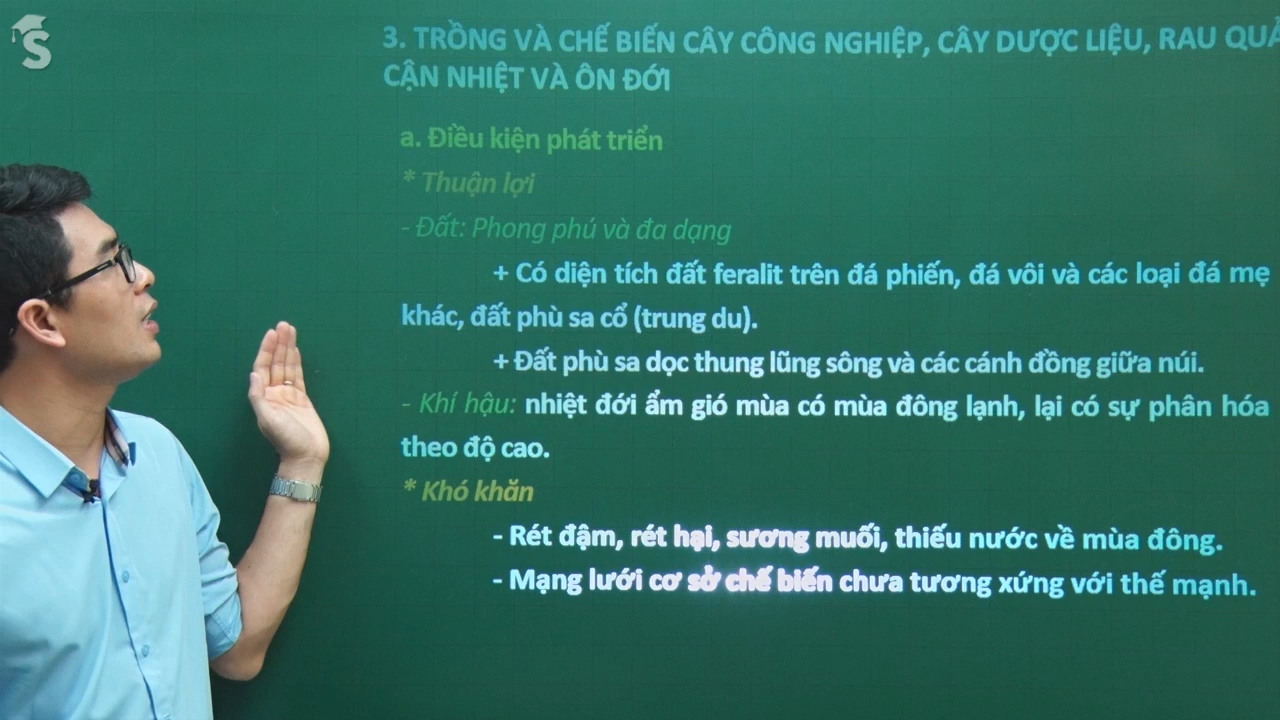 S
3. TRỒNG VÀ CHẾ BIẾN CÂY CÔNG NGHIỆP, CÂY DƯỢC LIỆU, RAU QUẢ
CẬN NHIỆT VÀ ÔN ĐỚI
a. Điều kiện phát triển
* Thuận lợi
- Đất: Phong phú và đa dạng
+ Có diện tích đất feralit trên đá phiến, đá vôi và các loại đá mẹ
khác, đất phù sa cổ (trung du).
+ Đất phù sa dọc thung lũng sông và các cánh đồng giữa núi.
- Khí hậu: nhiệt đới ẩm gió mùa có mùa đông lạnh, lại có sự phân hóa
theo độ cao.
* Khó khăn
- Rét đậm, rét hại, sương muối, thiếu nước về mùa đông.
- Mạng lưới cơ sở chế biến chưa tương xứng với thế mạnh.